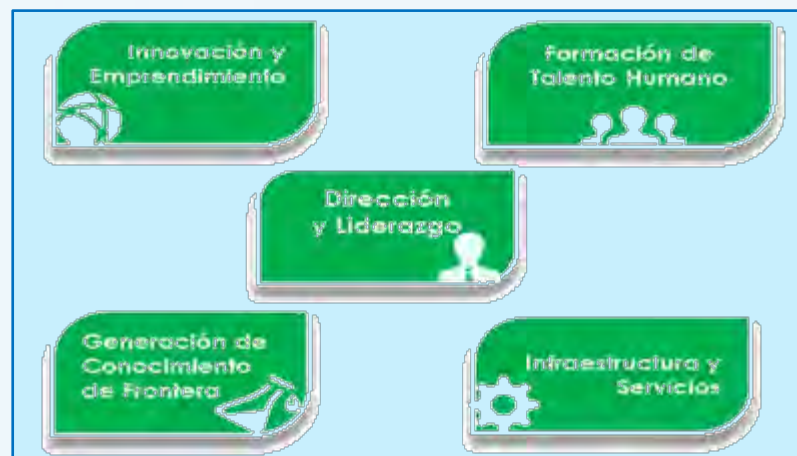 Innovación y
Emprendimiento
Formación de
Talento Humano
Dirección
y Liderazgo
Generación de
Conocimiento
de Frontera
Infraestructura y
Servicios